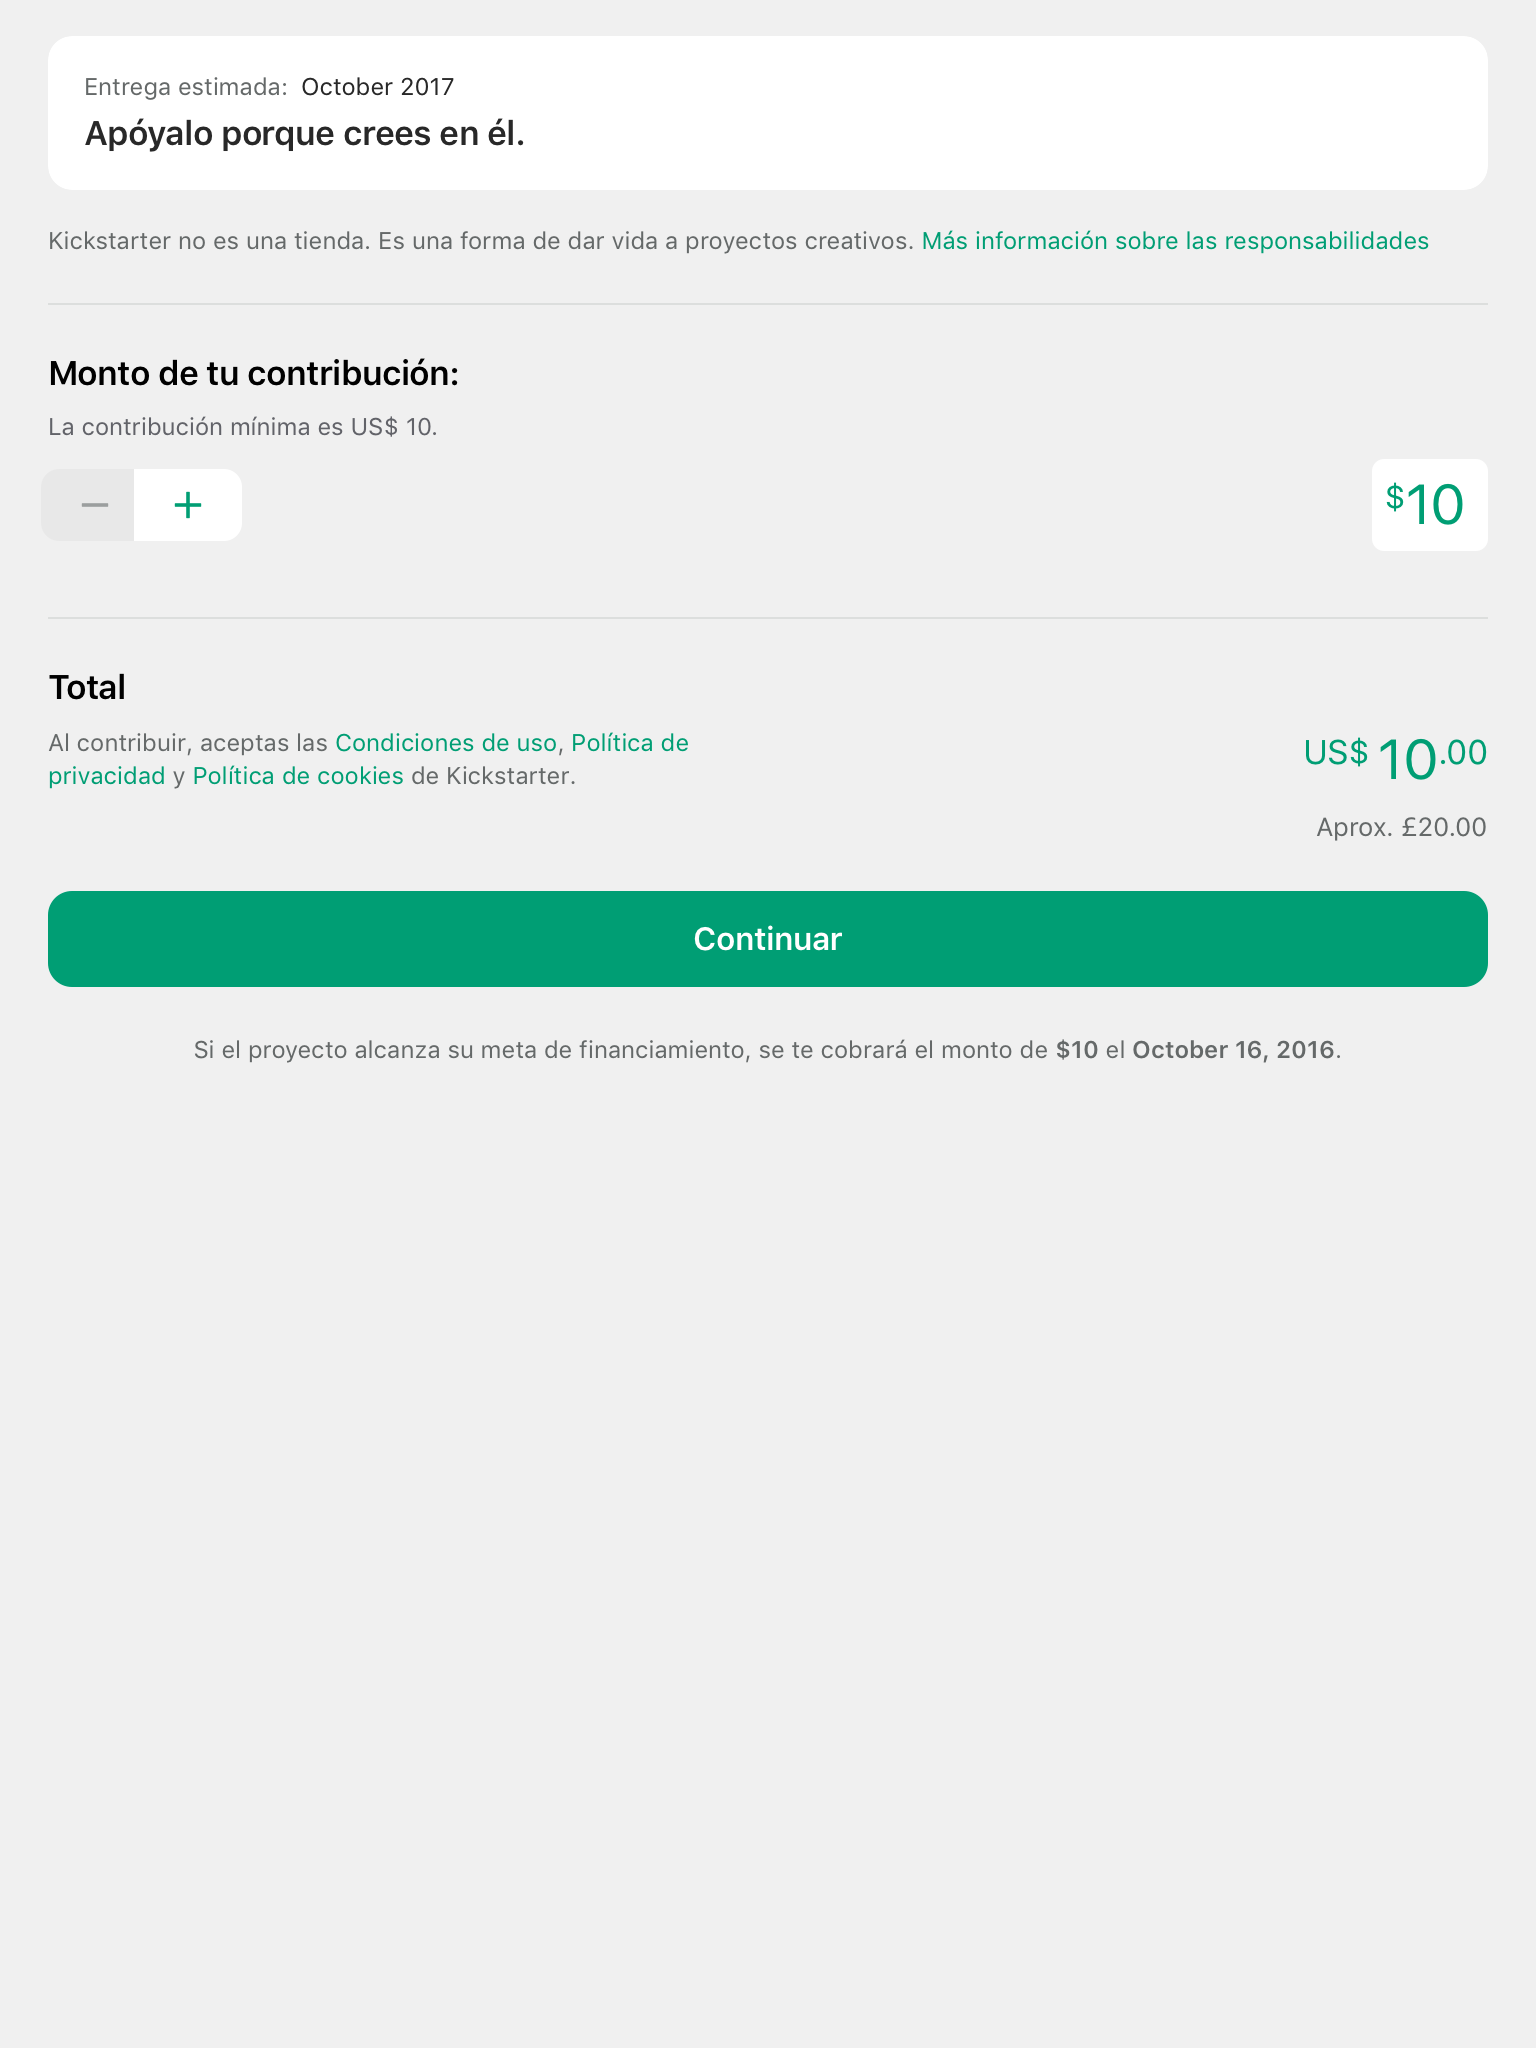 Entrega estimada: October 2017
Apóyalo porque crees en él.
Kickstarter no es una tienda. Es una forma de dar vida a proyectos creativos. Más información sobre las responsabilidades
Monto de tu contribución:
La contribución mínima es US$ 10.
$10
Total
Al contribuir, aceptas las Condiciones de uso, Política de
privacidad y Política de cookies de Kickstarter.
US$ 10.00
Aprox. £20.00
Continuar
Si el proyecto alcanza su meta de financiamiento, se te cobrará el monto de $10 el October 16, 2016.